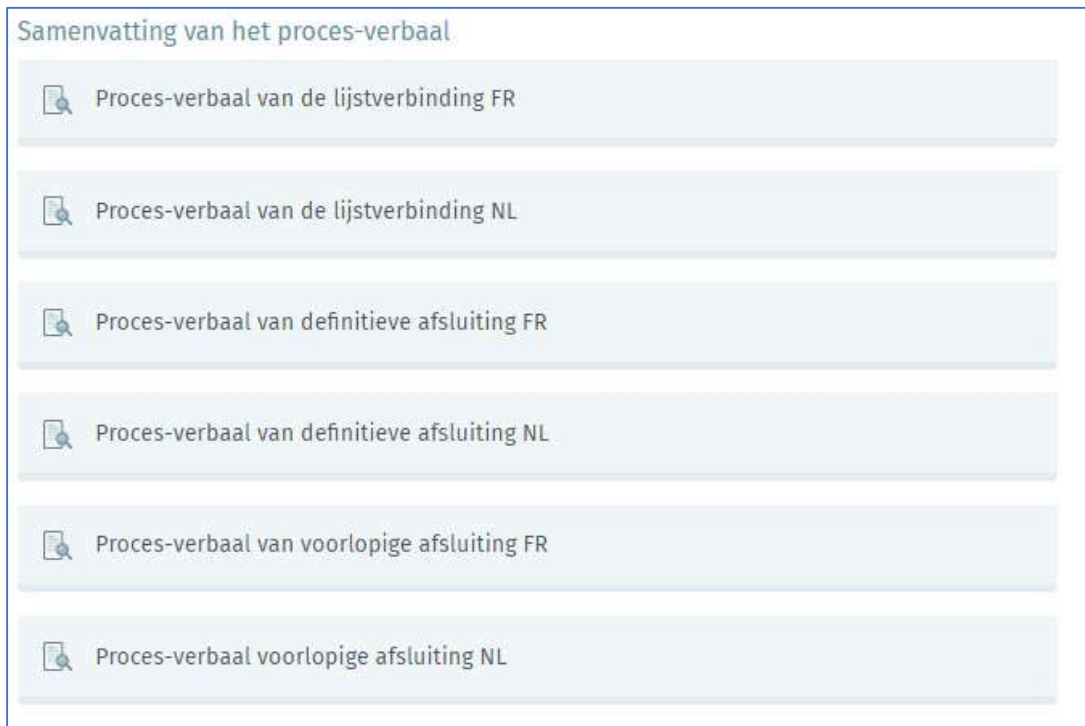 Samenvatting van het proces-verbaal
Proces-verbaal van de lijstverbinding FR
Proces-verbaal van de lijstverbinding NL
Proces-verbaal van definitieve afsluiting FR
Proces-verbaal van definitieve afsluiting NL
Proces-verbaal van voorlopige afsluiting FR
Proces-verbaal voorlopige afsluiting NL